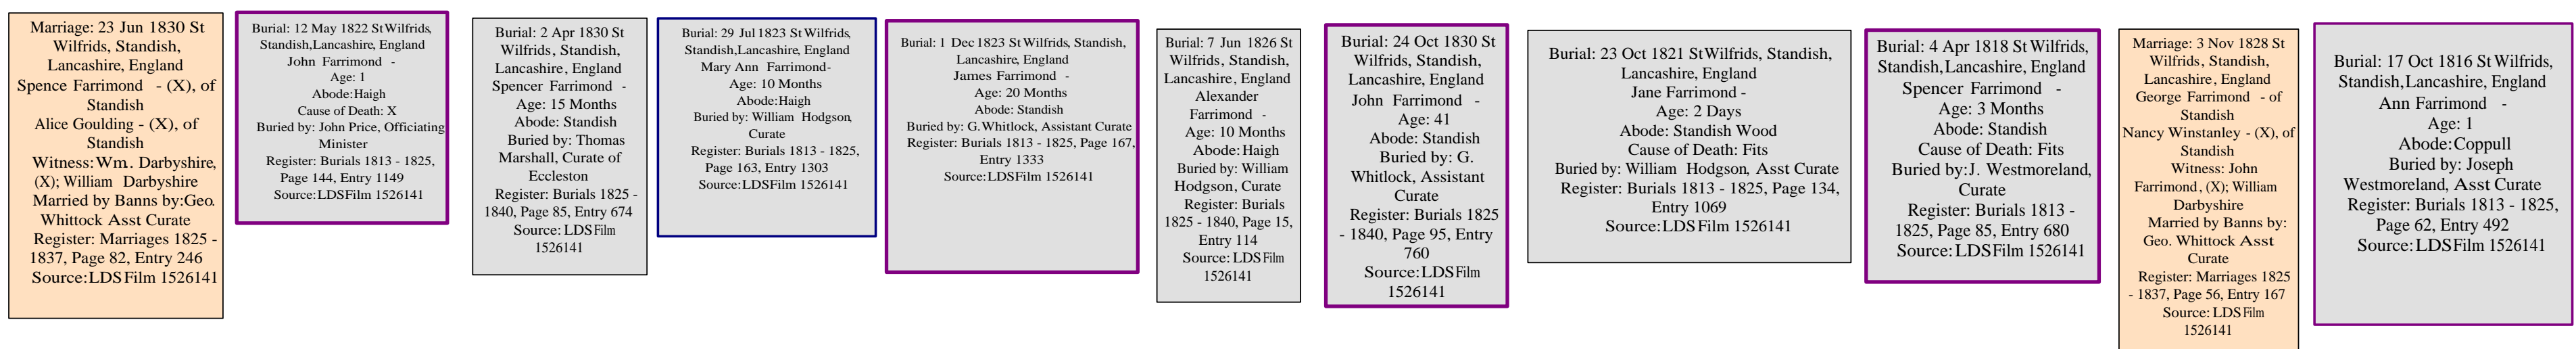 Marriage: 23 Jun 1830 St
Wilfrids, Standish,
Lancashire, England
Spence Farrimond - (X), of
Standish
Alice Goulding - (X), of
Standish
Witness: Wm. Darbyshire,
(X); William Darbyshire
Married by Banns by: Geo.
Whittock Asst Curate
Register: Marriages 1825 -
1837, Page 82, Entry 246
Source: LDS Film 1526141
Burial: 12 May 1822 St Wilfrids,
Standish, Lancashire, England
John Farrimond -
Age: 1
Abode: Haigh
Cause of Death: X
Buried by: John Price, Officiating
Minister
Register: Burials 1813 - 1825,
Page 144, Entry 1149
Source: LDS Film 1526141
Burial: 2 Apr 1830 St
Wilfrids, Standish,
Lancashire, England
Spencer Farrimond -
Age: 15 Months
Abode: Standish
Buried by: Thomas
Marshall, Curate of
Eccleston
Register: Burials 1825 -
1840, Page 85, Entry 674
Source: LDS Film
1526141
Burial: 29 Jul 1823 St Wilfrids,
Standish, Lancashire, England
Mary Ann Farrimond-
Age: 10 Months
Abode: Haigh
Buried by: William Hodgson,
Curate
Register: Burials 1813 - 1825,
Page 163, Entry 1303
Source: LDS Film 1526141
Burial: 1 Dec 1823 St Wilfrids, Standish,
Lancashire, England
James Farrimond -
Age: 20 Months
Abode: Standish
Buried by: G.Whitlock, Assistant Curate
Register: Burials 1813 - 1825, Page 167,
Entry 1333
Source: LDS Film 1526141
Burial: 7 Jun 1826 St
Wilfrids, Standish,
Lancashire, England
Alexander
Farrimond -
Age: 10 Months
Abode: Haigh
Buried by: William
Hodgson, Curate
Register: Burials
1825 - 1840, Page 15,
Entry 114
Source: LDS Film
1526141
Burial: 24 Oct 1830 St
Wilfrids, Standish,
Lancashire, England
John Farrimond -
Age: 41
Abode: Standish
Buried by: G.
Whitlock, Assistant
Curate
Register: Burials 1825
- 1840, Page 95, Entry
760
Source: LDS Film
1526141
Burial: 23 Oct 1821 St Wilfrids, Standish,
Lancashire, England
Jane Farrimond -
Age: 2 Days
Abode: Standish Wood
Cause of Death: Fits
Buried by: William Hodgson, Asst Curate
Register: Burials 1813 - 1825, Page 134,
Entry 1069
Source: LDS Film 1526141
Burial: 4 Apr 1818 St Wilfrids,
Standish, Lancashire, England
Spencer Farrimond -
Age: 3 Months
Abode: Standish
Cause of Death: Fits
Buried by: J. Westmoreland,
Curate
Register: Burials 1813 -
1825, Page 85, Entry 680
Source: LDS Film 1526141
Marriage: 3 Nov 1828 St
Wilfrids, Standish,
Lancashire, England
George Farrimond - of
Standish
Nancy Winstanley - (X), of
Standish
Witness: John
Farrimond, (X); William
Darbyshire
Married by Banns by:
Geo. Whittock Asst
Curate
Register: Marriages 1825
- 1837, Page 56, Entry 167
Source: LDS Film
1526141
Burial: 17 Oct 1816 St Wilfrids,
Standish, Lancashire, England
Ann Farrimond -
Age: 1
Abode: Coppull
Buried by: Joseph
Westmoreland, Asst Curate
Register: Burials 1813 - 1825,
Page 62, Entry 492
Source: LDS Film 1526141